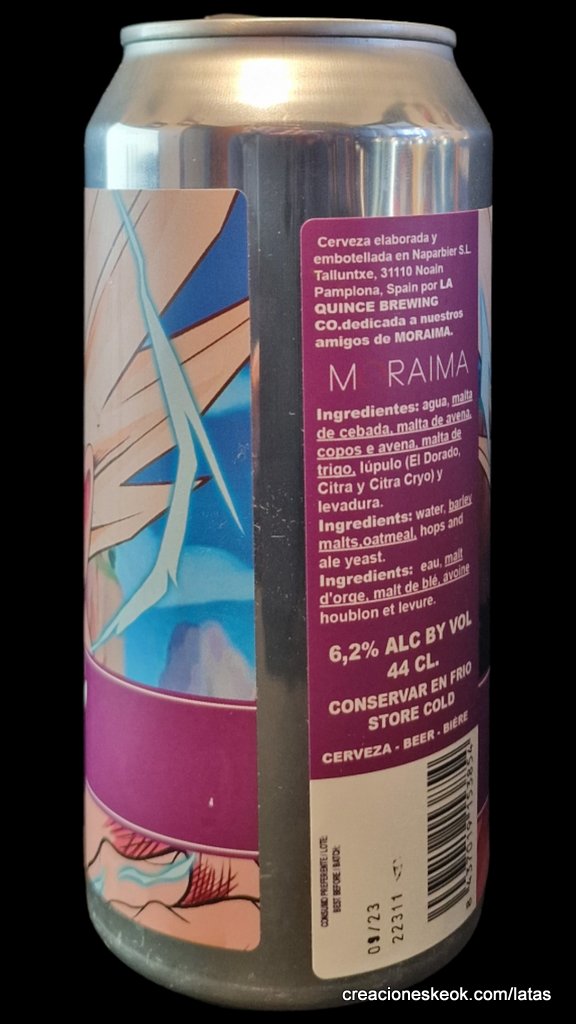 Cerveza elaborada y
embotellada en Naparbier S.L
Talluntxe, 31110 Noain
Pamplona, Spain por LA
QUINCE BREWING
CO.dedicada a nuestros
amigos de MORAIMA.
M RAIMA
Ingredientes: agua, malta
de cebada, malta de avena,
copos e avena, malta de
trigo, lúpulo (El Dorado,
Citra y Citra Cryo) y
levadura.
Ingredients: water, barley
malts,oatmeal, hops and
ale yeast.
Ingredients: eau, malt
d'orge, malt de blé, avoine
houblon et levure.
6,2% ALC BY VOL
44 CL.
CONSERVAR EN FRIO
STORE COLD
CERVEZA - BEER - BIÈRE
CONSUMO PREFERENTE / LOTE:
BEST BEFORE / BATCH:
09/23
22311
8 437019 153854
creacioneskeok.com/latas